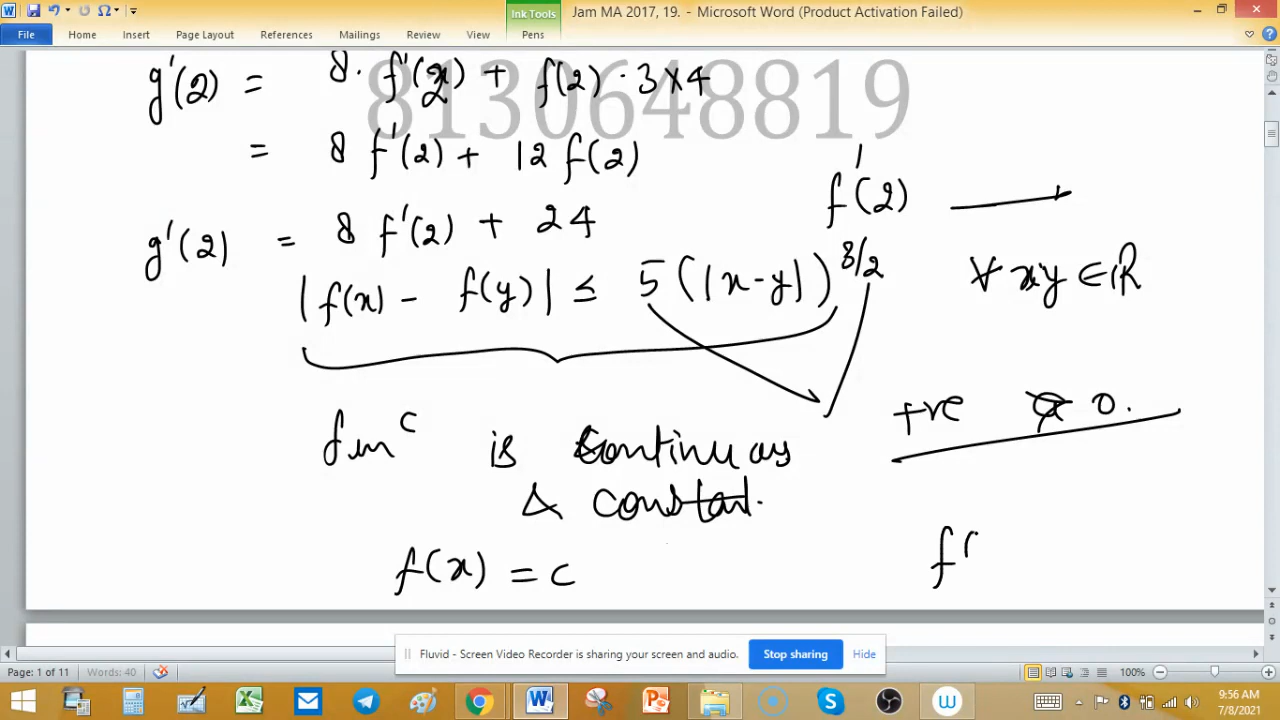 Ink Tools
Jam MA 2017, 19. - Microsoft Word (Product Activation Failed)
File Home Insert Page Layout References Mailings Review View Pens
8130648819
g'(2) = 8. f'(2) + f(2) · 3×4
= 8 f'(2) + 12 f(2)
f'(2)
g'(2) = 8 f'(2) + 24
|f(x) - f(y)| ≤ 5(|x-y|)^3/2 ∀ x,y ∈ ℝ
+ve 0.
func is continuous
& constant.
f(x) = c
f(
Fluvid - Screen Video Recorder is sharing your screen and audio. Stop sharing Hide
Page: 1 of 11 Words: 40 100%
9:56 AM
7/8/2021